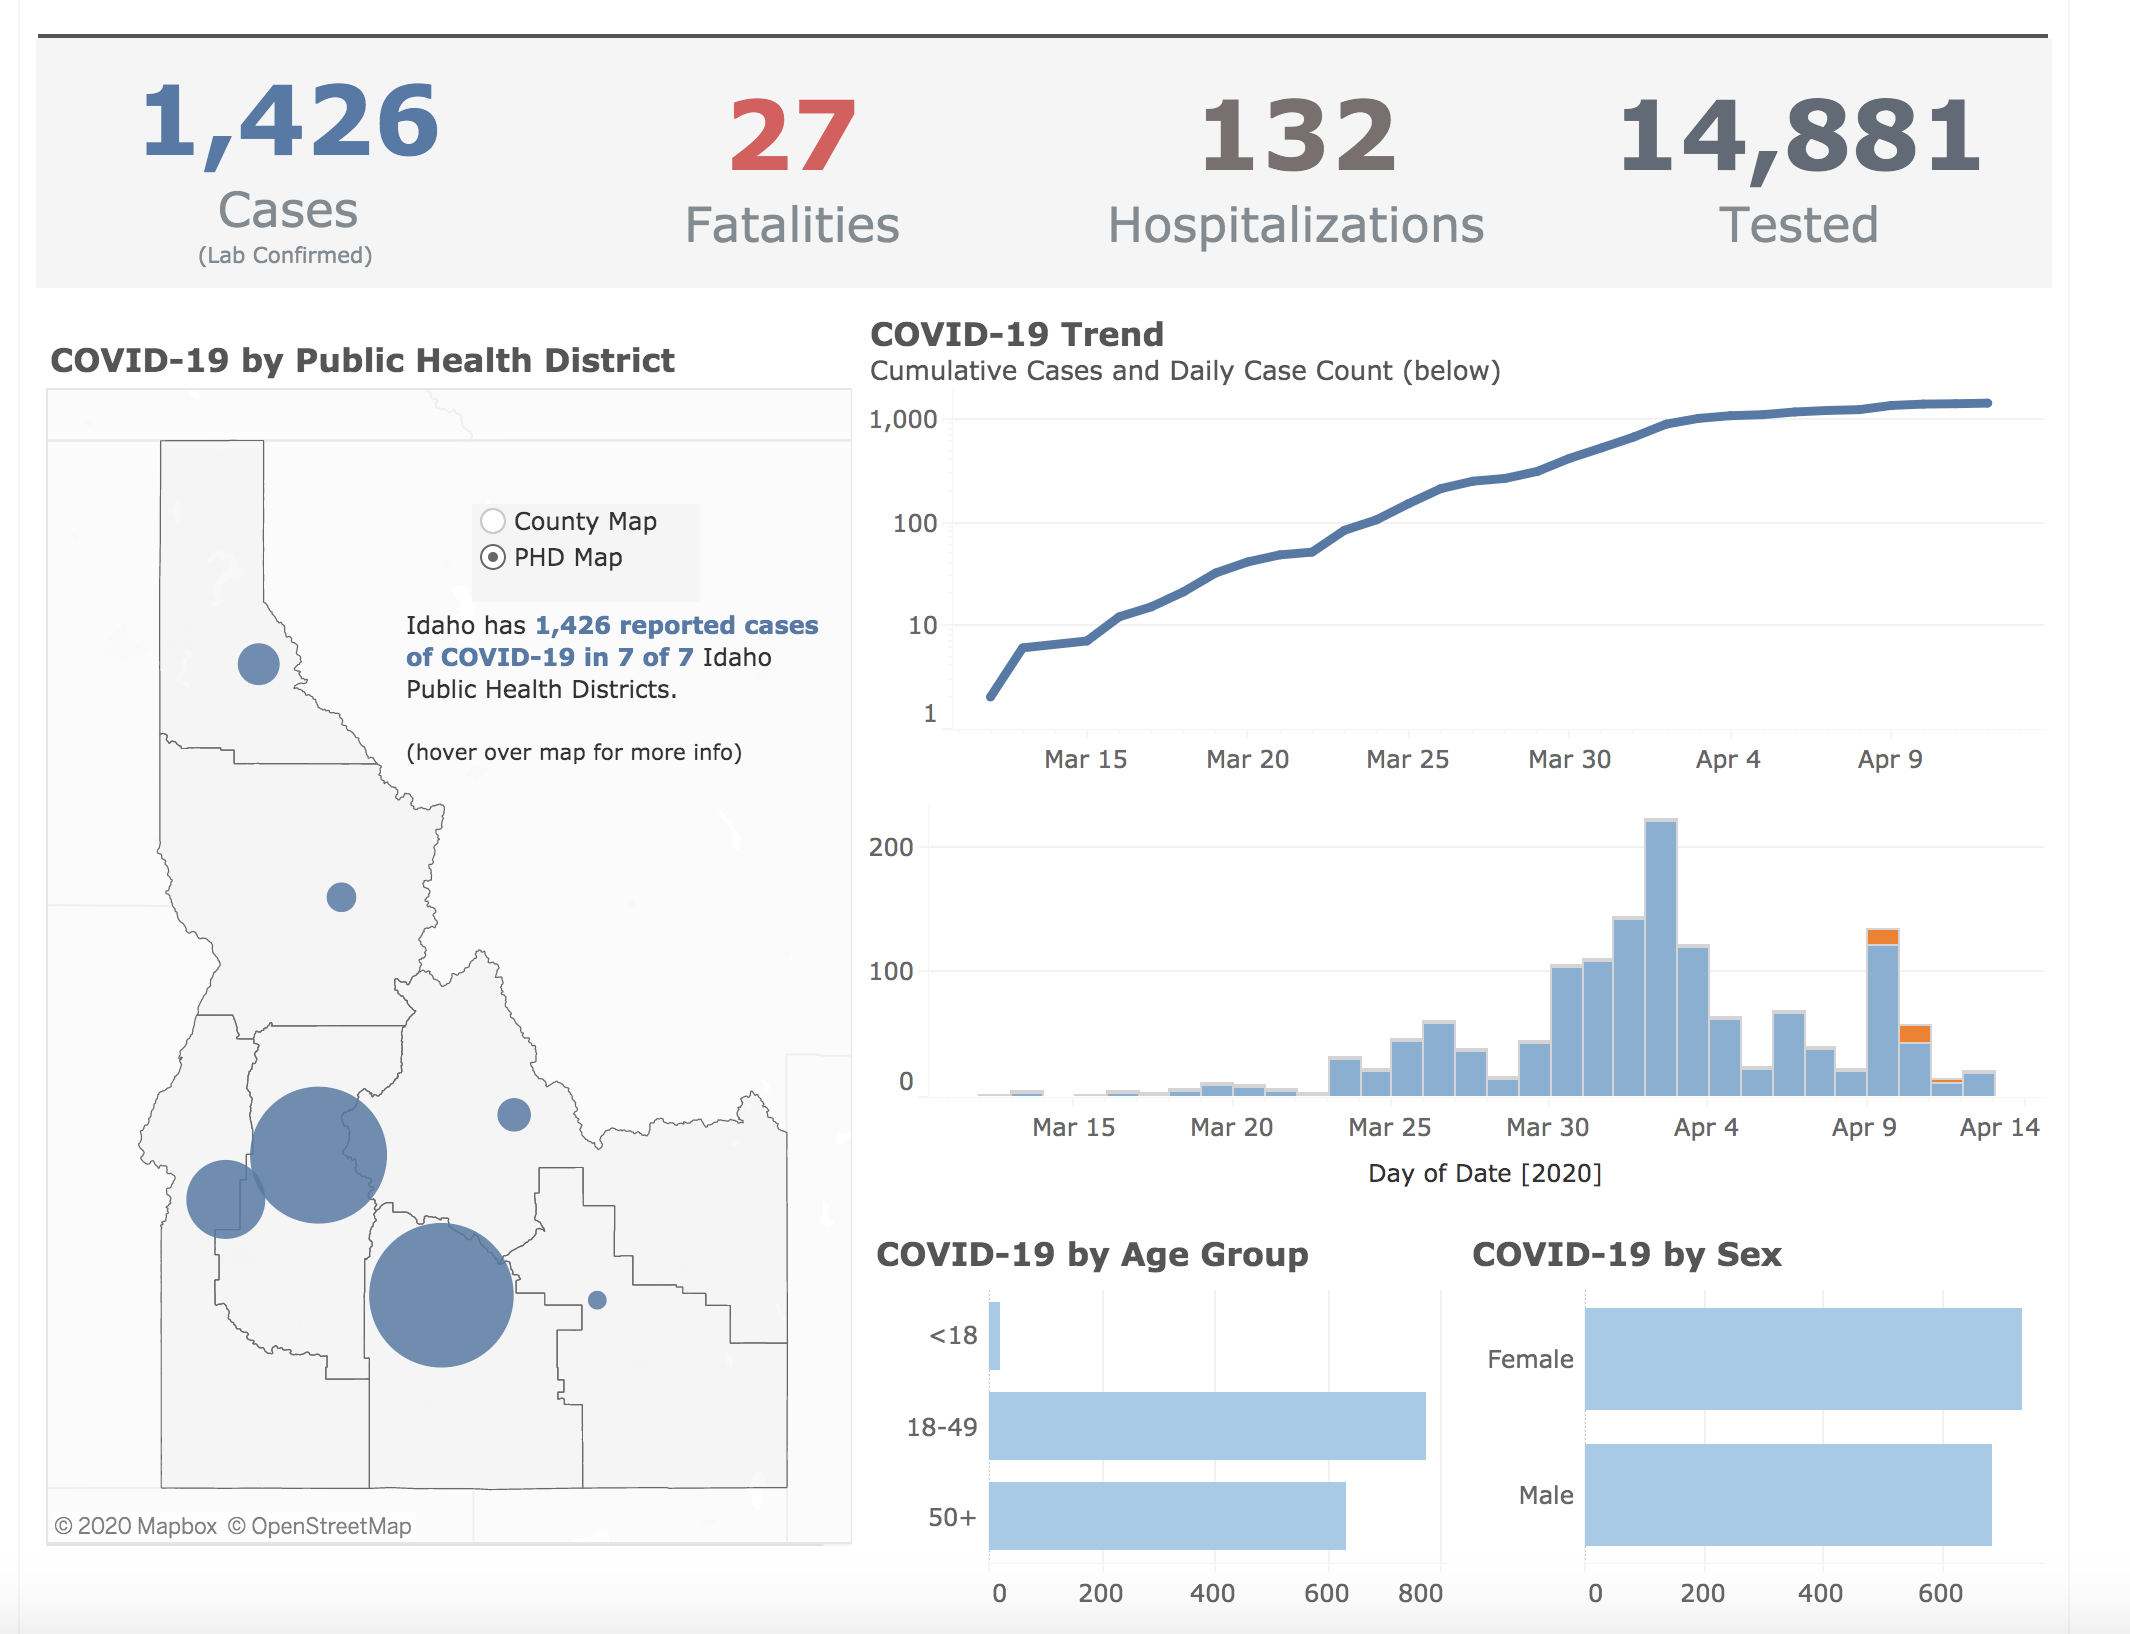 1,426
Cases
(Lab Confirmed)
27
Fatalities
132
Hospitalizations
14,881
Tested
COVID-19 by Public Health District
County Map
PHD Map
Idaho has 1,426 reported cases
of COVID-19 in 7 of 7 Idaho
Public Health Districts.
(hover over map for more info)
© 2020 Mapbox © OpenStreetMap
COVID-19 Trend
Cumulative Cases and Daily Case Count (below)
1,000
100
10
1
Mar 15 Mar 20 Mar 25 Mar 30 Apr 4 Apr 9
200
100
0
Mar 15 Mar 20 Mar 25 Mar 30 Apr 4 Apr 9 Apr 14
Day of Date [2020]
COVID-19 by Age Group
<18
18-49
50+
0 200 400 600 800
COVID-19 by Sex
Female
Male
0 200 400 600